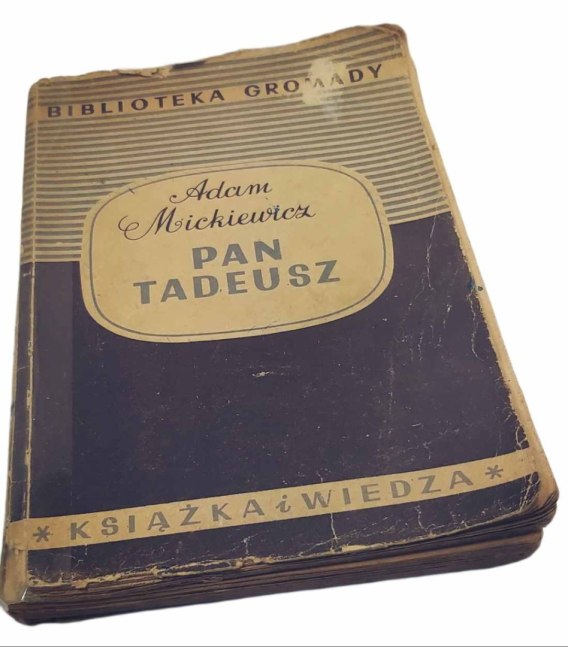 BIBLIOTEKA GROMADY
Adam
Mickiewicz
PAN
TADEUSZ
* KSIĄŻKA i WIEDZA *